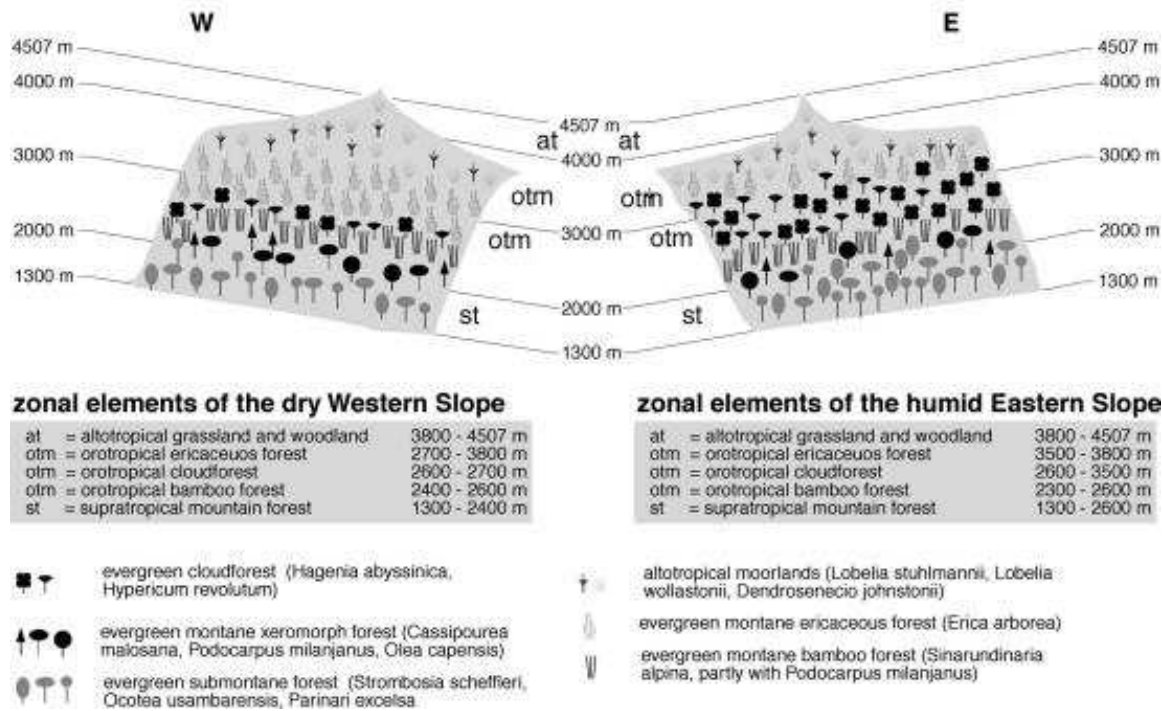 W
E
4507 m
4000 m
3000 m
2000 m
1300 m
at
otm
otm
st
4507 m
4000 m
3000 m
2000 m
1300 m
at
otm
otm
st
4507 m
4000 m
3000 m
2000 m
1300 m
zonal elements of the dry Western Slope
at = altotropical grassland and woodland 3800 - 4507 m
otm = orotropical ericaceuos forest 2700 - 3800 m
otm = orotropical cloudforest 2600 - 2700 m
otm = orotropical bamboo forest 2400 - 2600 m
st = supratropical mountain forest 1300 - 2400 m
zonal elements of the humid Eastern Slope
at = altotropical grassland and woodland 3800 - 4507 m
otm = orotropical ericaceuos forest 3500 - 3800 m
otm = orotropical cloudforest 2600 - 3500 m
otm = orotropical bamboo forest 2300 - 2600 m
st = supratropical mountain forest 1300 - 2600 m
evergreen cloudforest (Hagenia abyssinica,
Hypericum revolutum)
evergreen montane xeromorph forest (Cassipourea
malosana, Podocarpus milanjanus, Olea capensis)
evergreen submontane forest (Strombosia scheffieri,
Ocotea usambarensis, Parinari excelsa
altotropical moorlands (Lobelia stuhlmannii, Lobelia
wollastonii, Dendrosenecio johnstonii)
evergreen montane ericaceous forest (Erica arborea)
evergreen montane bamboo forest (Sinarundinaria
alpina, partly with Podocarpus milanjanus)